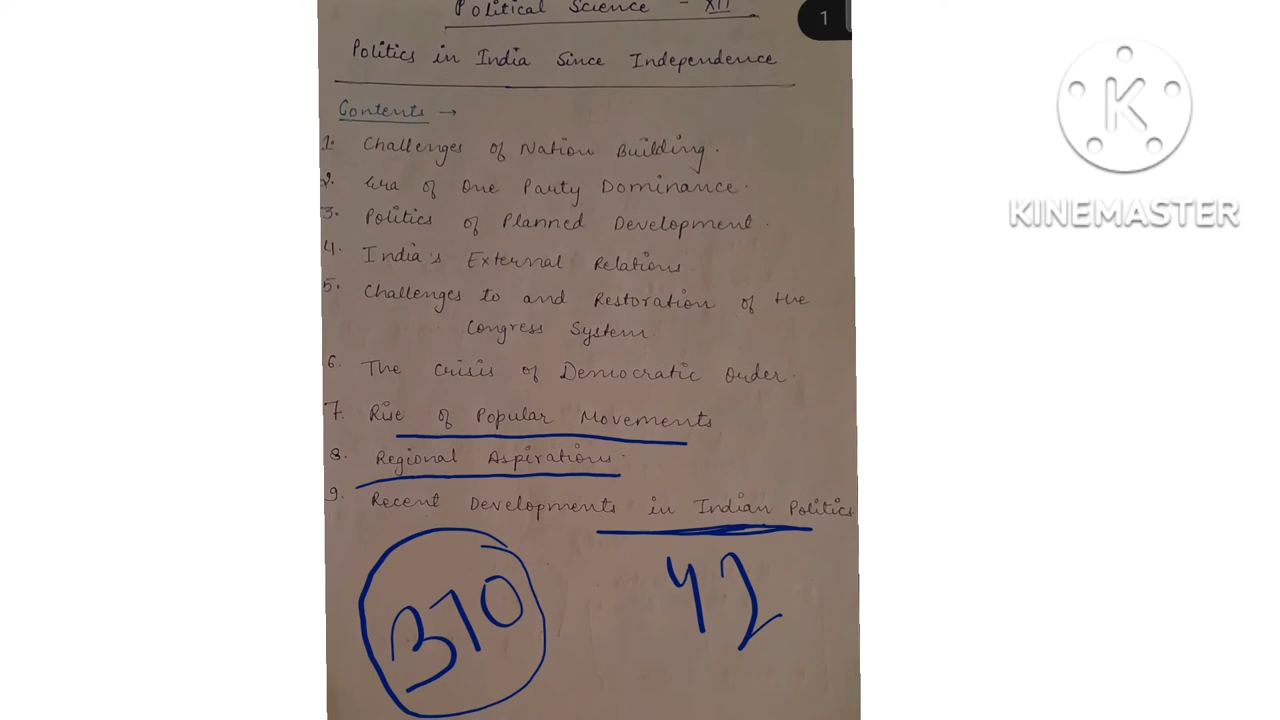 Political Science - XII
1
Politics in India Since Independence
Contents →
1. Challenges of Nation Building.
2. Era of One Party Dominance.
3. Politics of Planned Development.
4. India's External Relations.
5. Challenges to and Restoration of the
Congress System.
6. The Crisis of Democratic Order.
7. Rise of Popular Movements
8. Regional Aspirations.
9. Recent Developments in Indian Politics
370
42
K
KINEMASTER